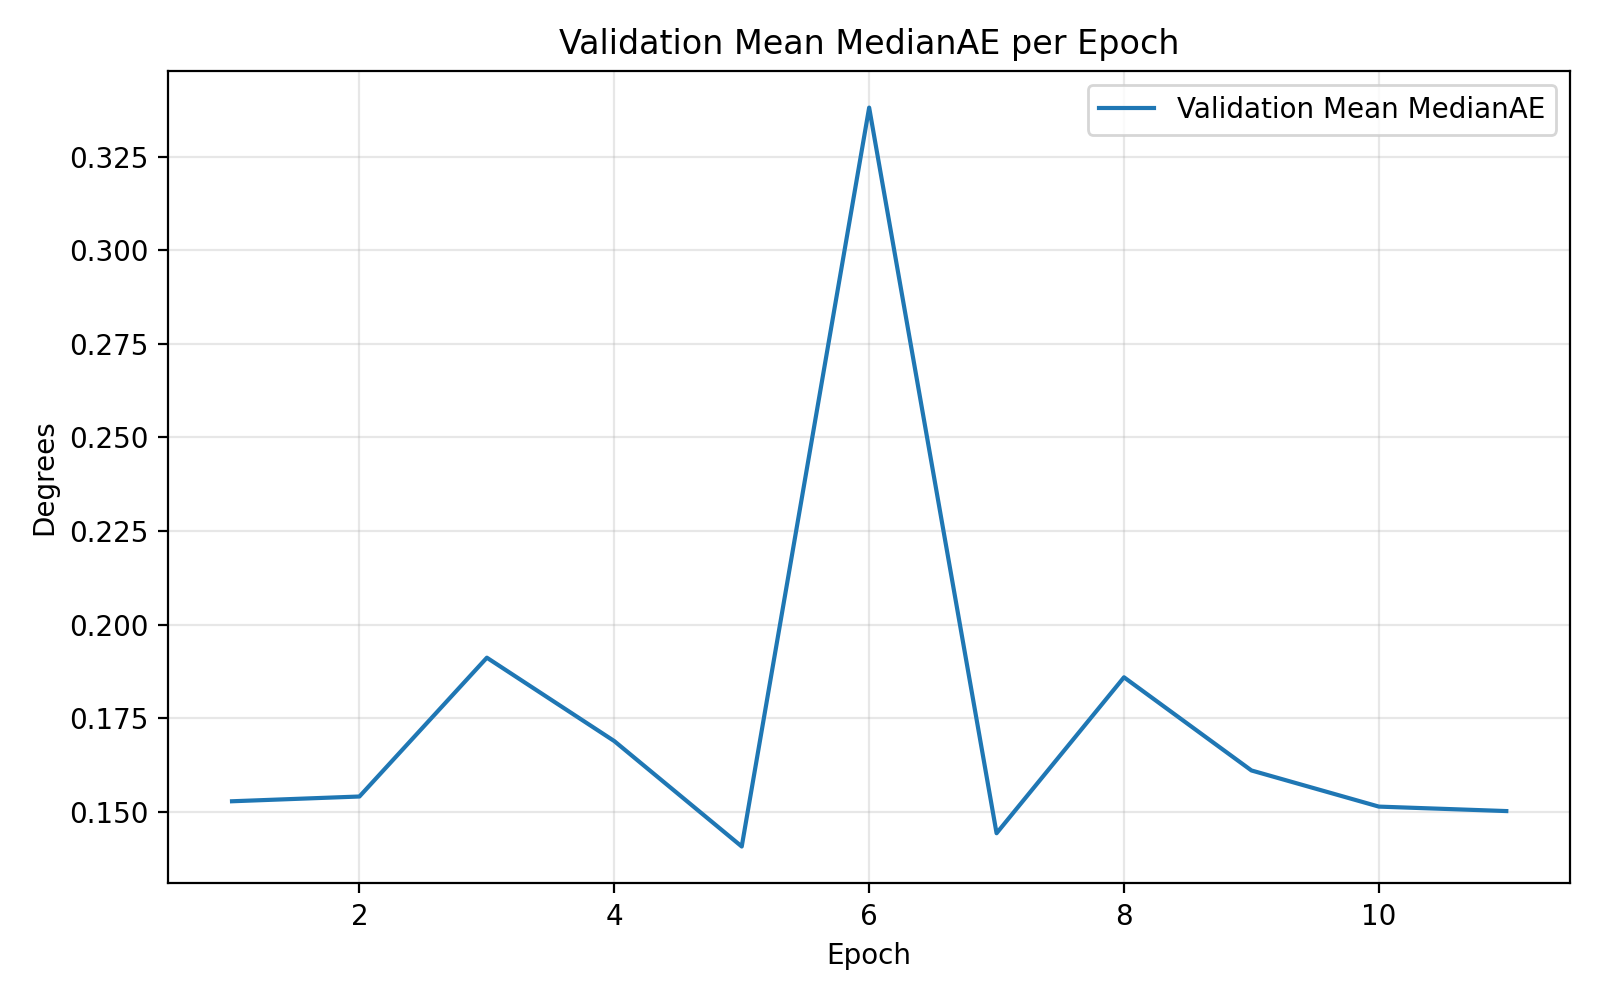 Validation Mean MedianAE per Epoch
Validation Mean MedianAE
0.325
0.300
0.275
0.250
0.225
0.200
0.175
0.150
Degrees
2 4 6 8 10
Epoch